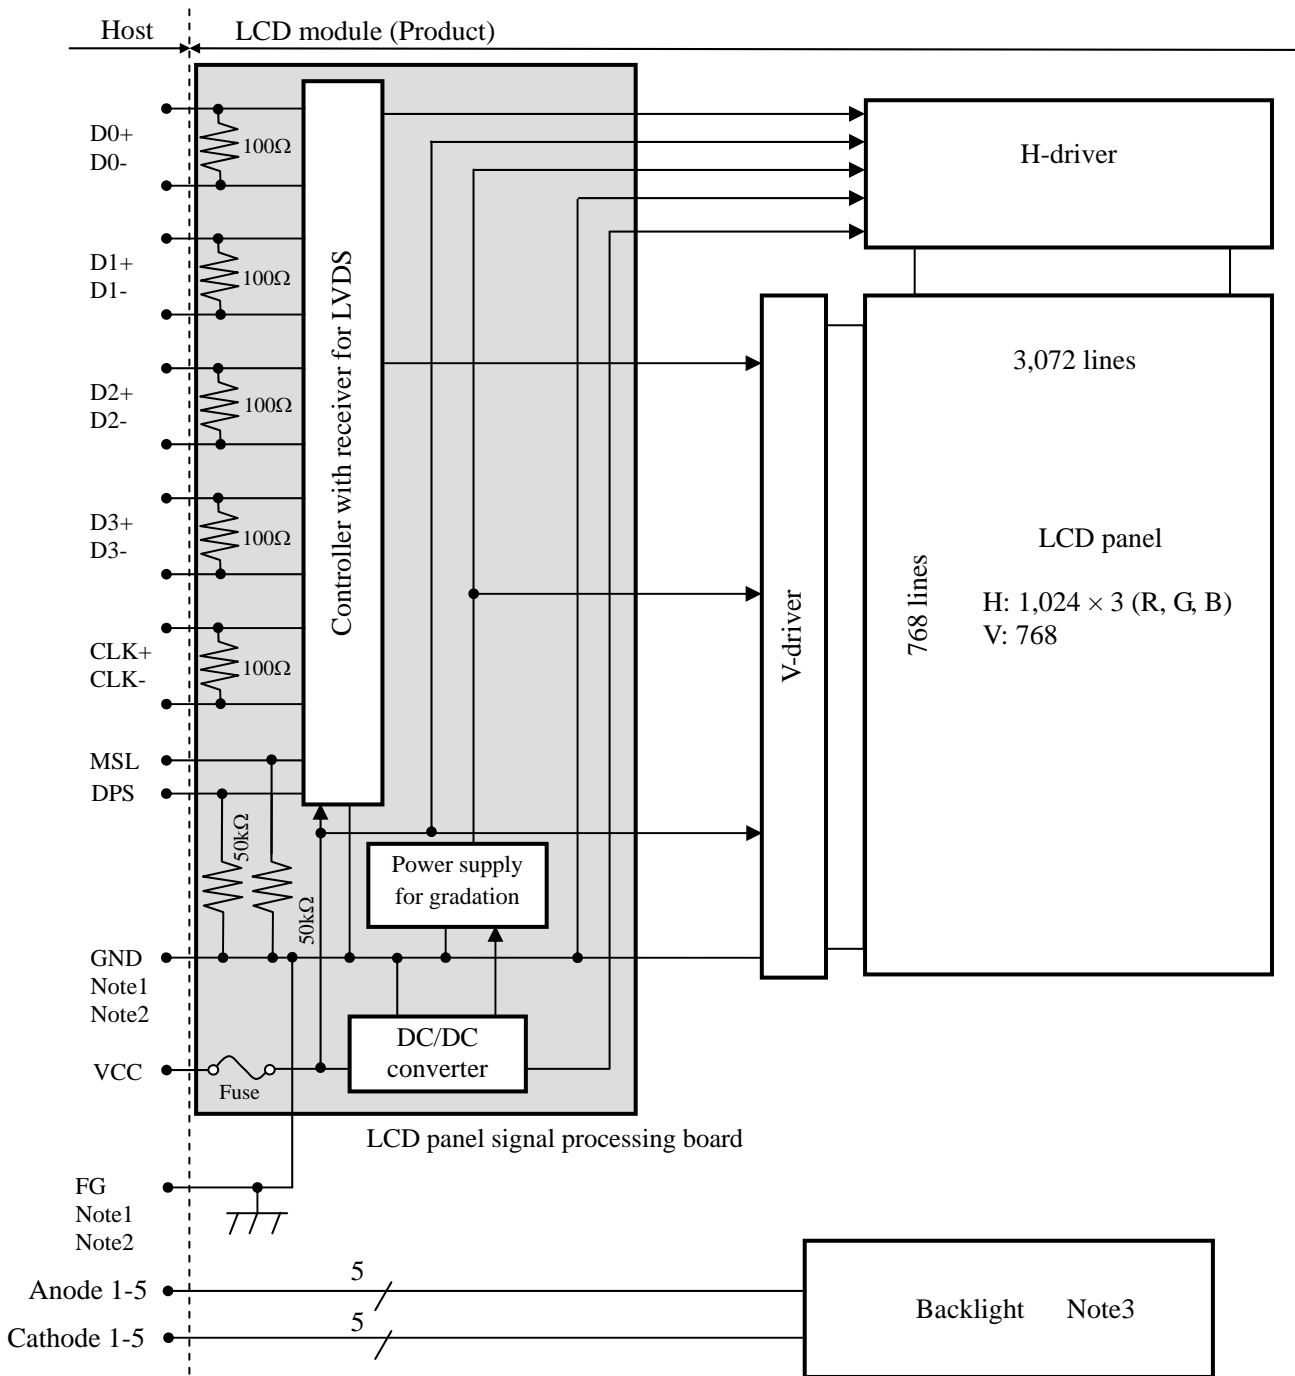 Host
LCD module (Product)
D0+
D0-
100Ω
D1+
D1-
100Ω
D2+
D2-
100Ω
D3+
D3-
100Ω
CLK+
CLK-
100Ω
MSL
DPS
50kΩ
50kΩ
GND
Note1
Note2
VCC
Fuse
Controller with receiver for LVDS
Power supply
for gradation
DC/DC
converter
LCD panel signal processing board
H-driver
V-driver
3,072 lines
768 lines
LCD panel
H: 1,024 × 3 (R, G, B)
V: 768
FG
Note1
Note2
Anode 1-5
5
Cathode 1-5
5
Backlight Note3